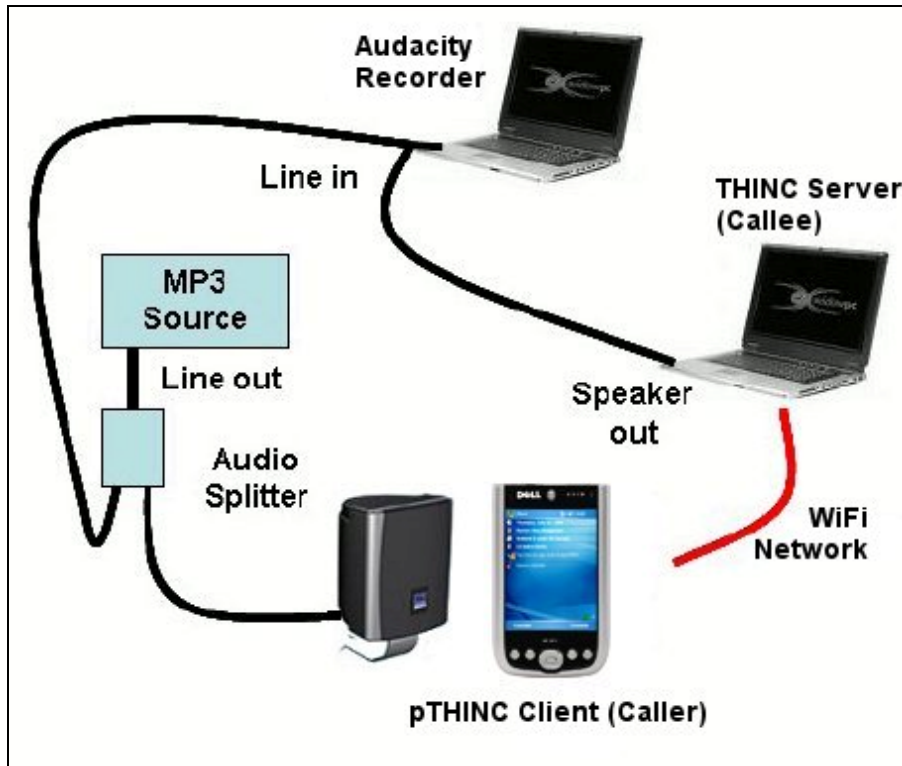 Audacity
Recorder
Line in
THINC Server
(Callee)
MP3
Source
Line out
Speaker
out
Audio
Splitter
DELL
WiFi
Network
pTHINC Client (Caller)